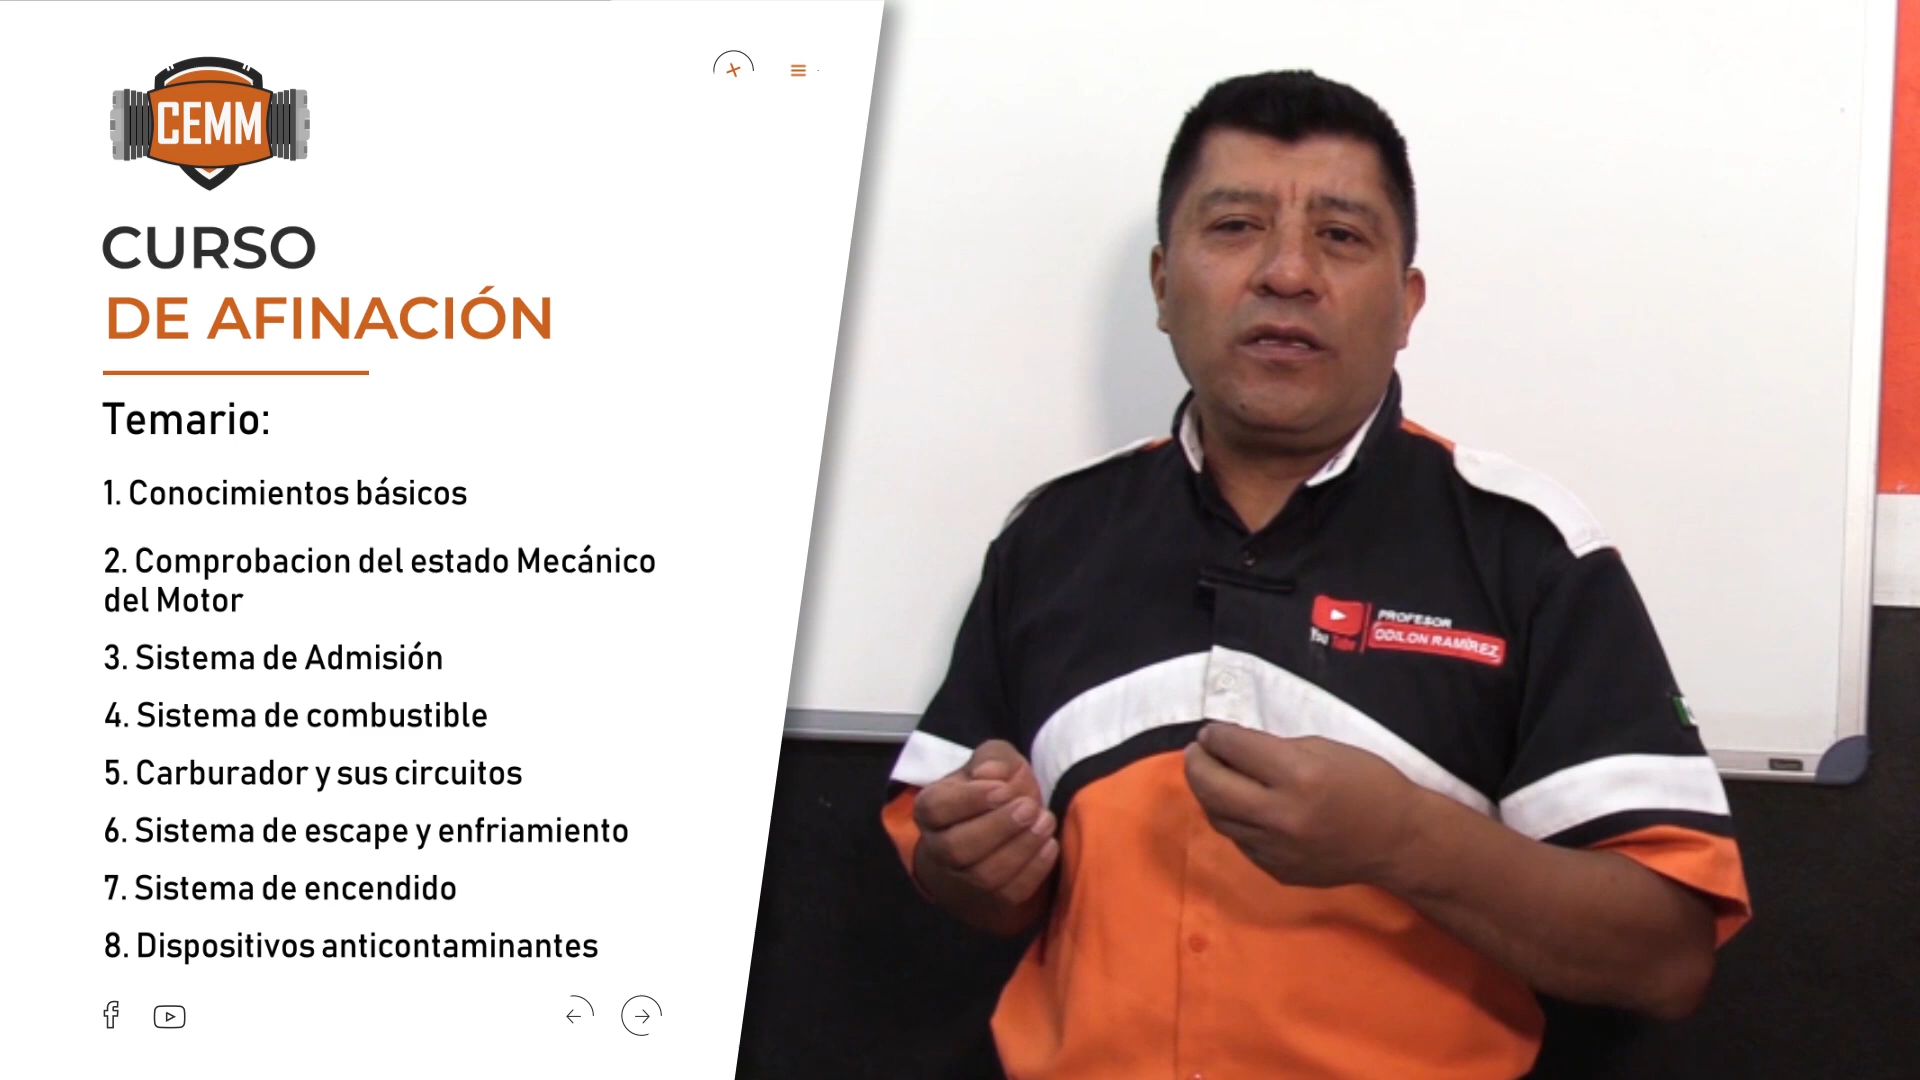 CEMM
CURSO
DE AFINACIÓN
Temario:
1. Conocimientos básicos
2. Comprobacion del estado Mecánico
del Motor
3. Sistema de Admisión
4. Sistema de combustible
5. Carburador y sus circuitos
6. Sistema de escape y enfriamiento
7. Sistema de encendido
8. Dispositivos anticontaminantes
PROFESOR
You Tube
ODILON RAMÍREZ